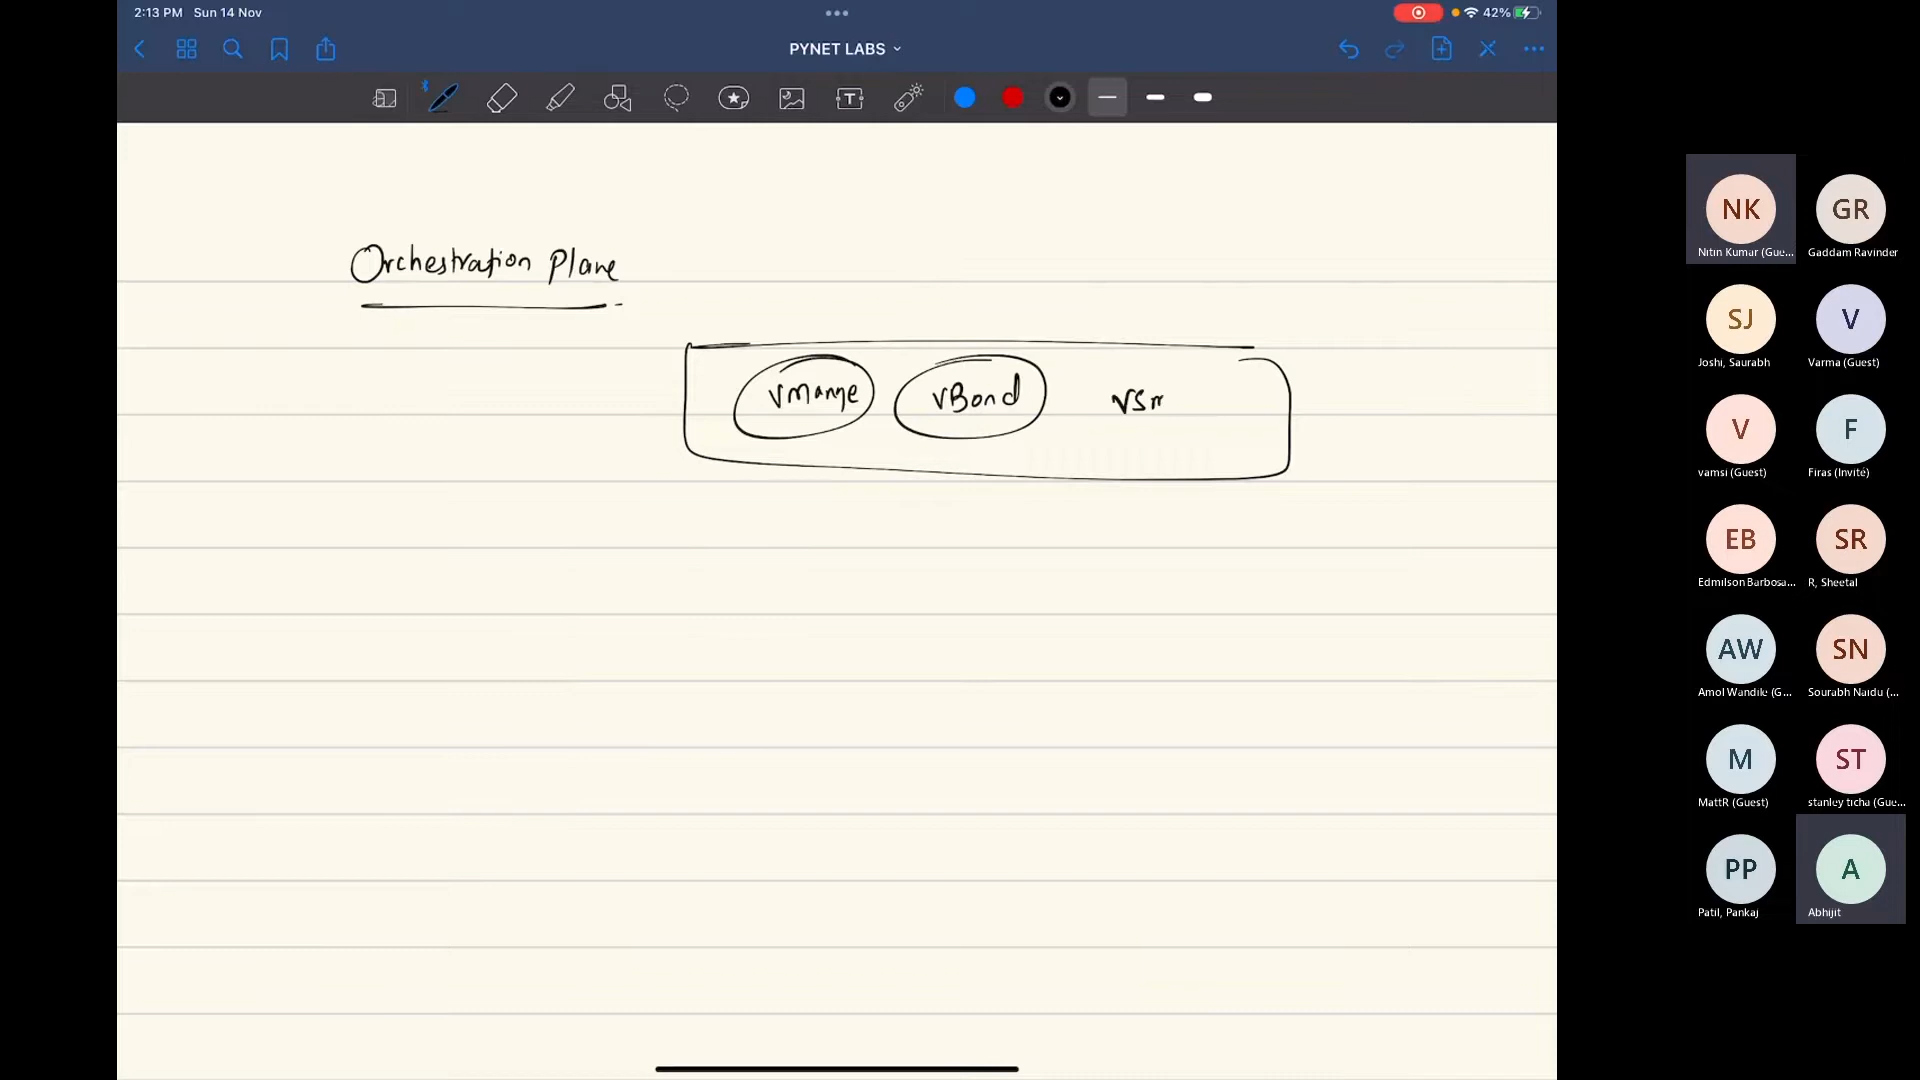 2:13 PM Sun 14 Nov
42%
PYNET LABS
Orchestration Plane
vmange vBond vSm
NK
Nitin Kumar (Gue...
GR
Gaddam Ravinder
SJ
Joshi, Saurabh
V
Varma (Guest)
V
vamsi (Guest)
F
Firas (Invité)
EB
Edmilson Barbosa...
SR
R, Sheetal
AW
Amol Wandile (G...
SN
Sourabh Naidu (...
M
MattR (Guest)
ST
stanley ticha (Gue...
PP
Patil, Pankaj
A
Abhijit